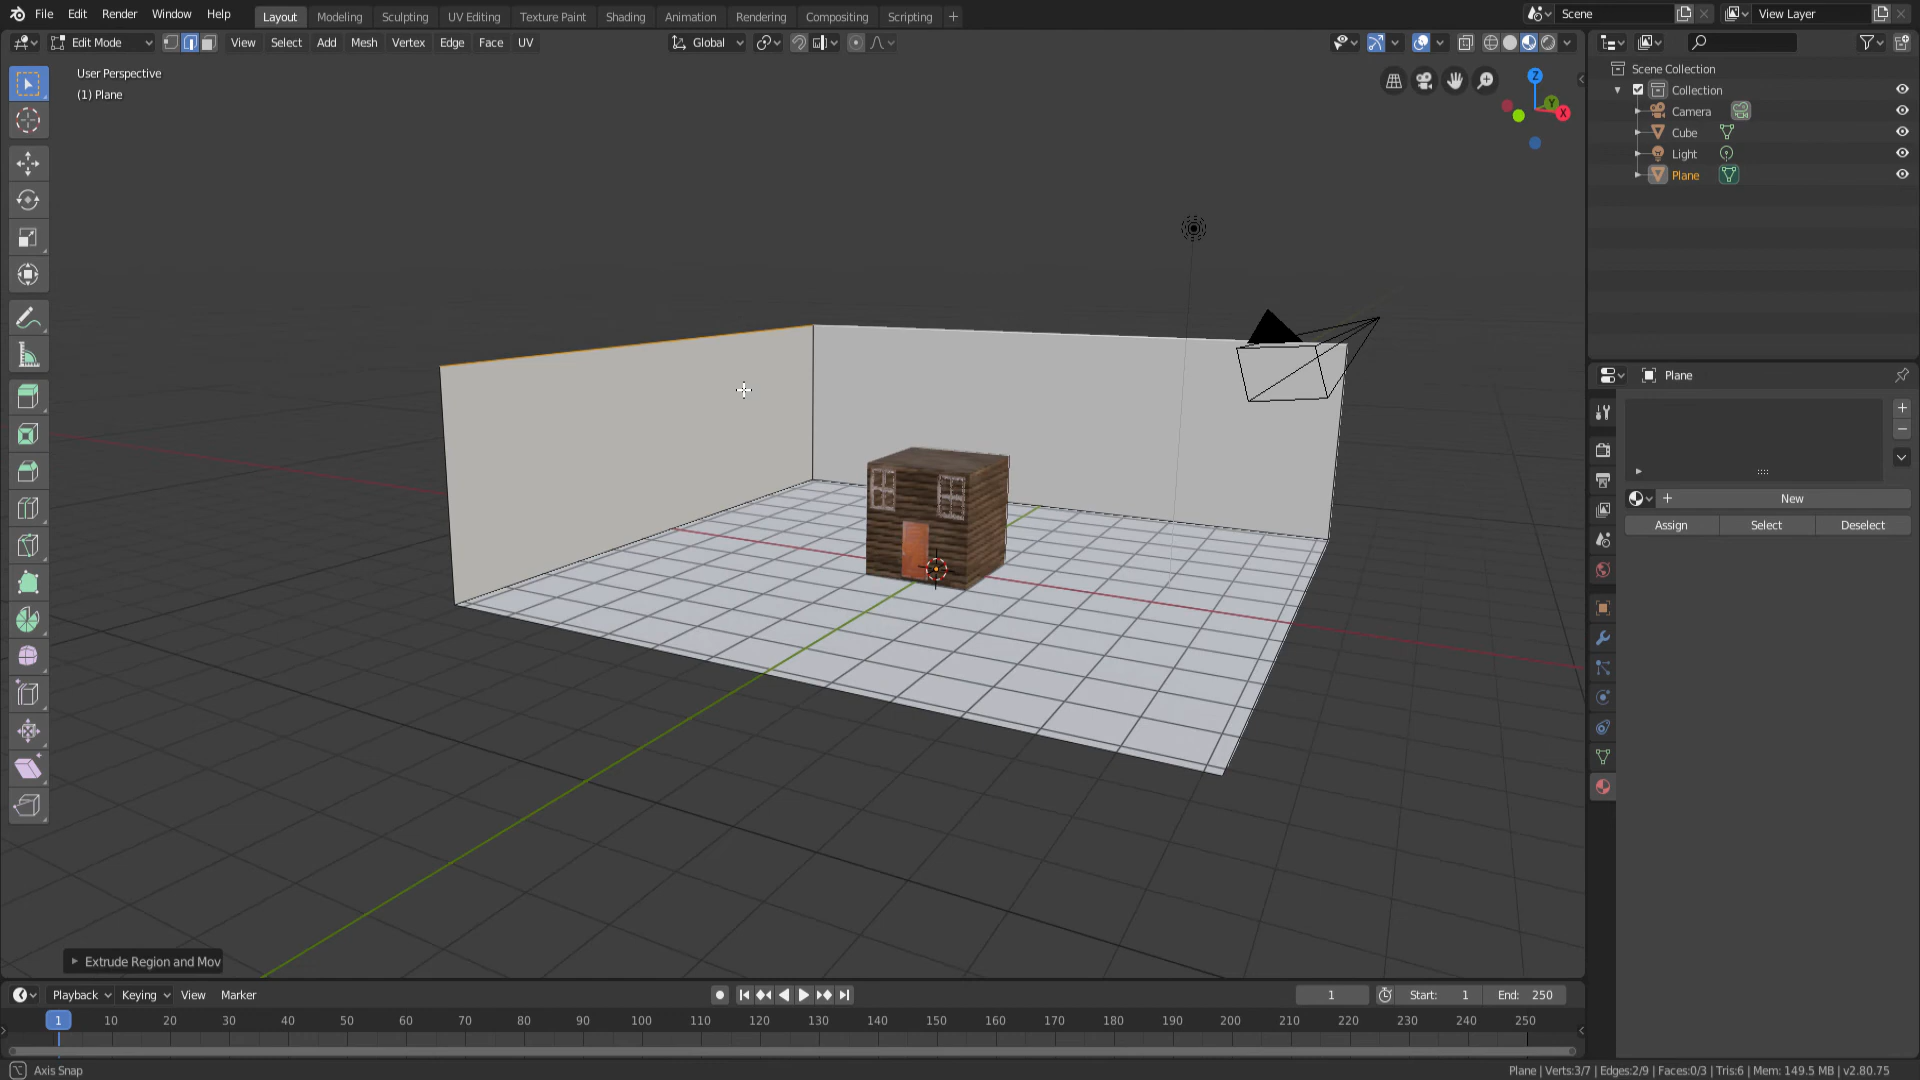 File Edit Render Window Help Layout Modeling Sculpting UV Editing Texture Paint Shading Animation Rendering Compositing Scripting + Scene View Layer
Edit Mode View Select Add Mesh Vertex Edge Face UV Global
User Perspective
(1) Plane
Z
Y
X
Scene Collection
Collection
Camera
Cube
Light
Plane
Plane
New
Assign Select Deselect
Extrude Region and Mov
Playback Keying View Marker 1 Start: 1 End: 250
1 10 20 30 40 50 60 70 80 90 100 110 120 130 140 150 160 170 180 190 200 210 220 230 240 250
Axis Snap Plane | Verts:3/7 | Edges:2/9 | Faces:0/3 | Tris:6 | Mem: 149.5 MB | v2.80.75